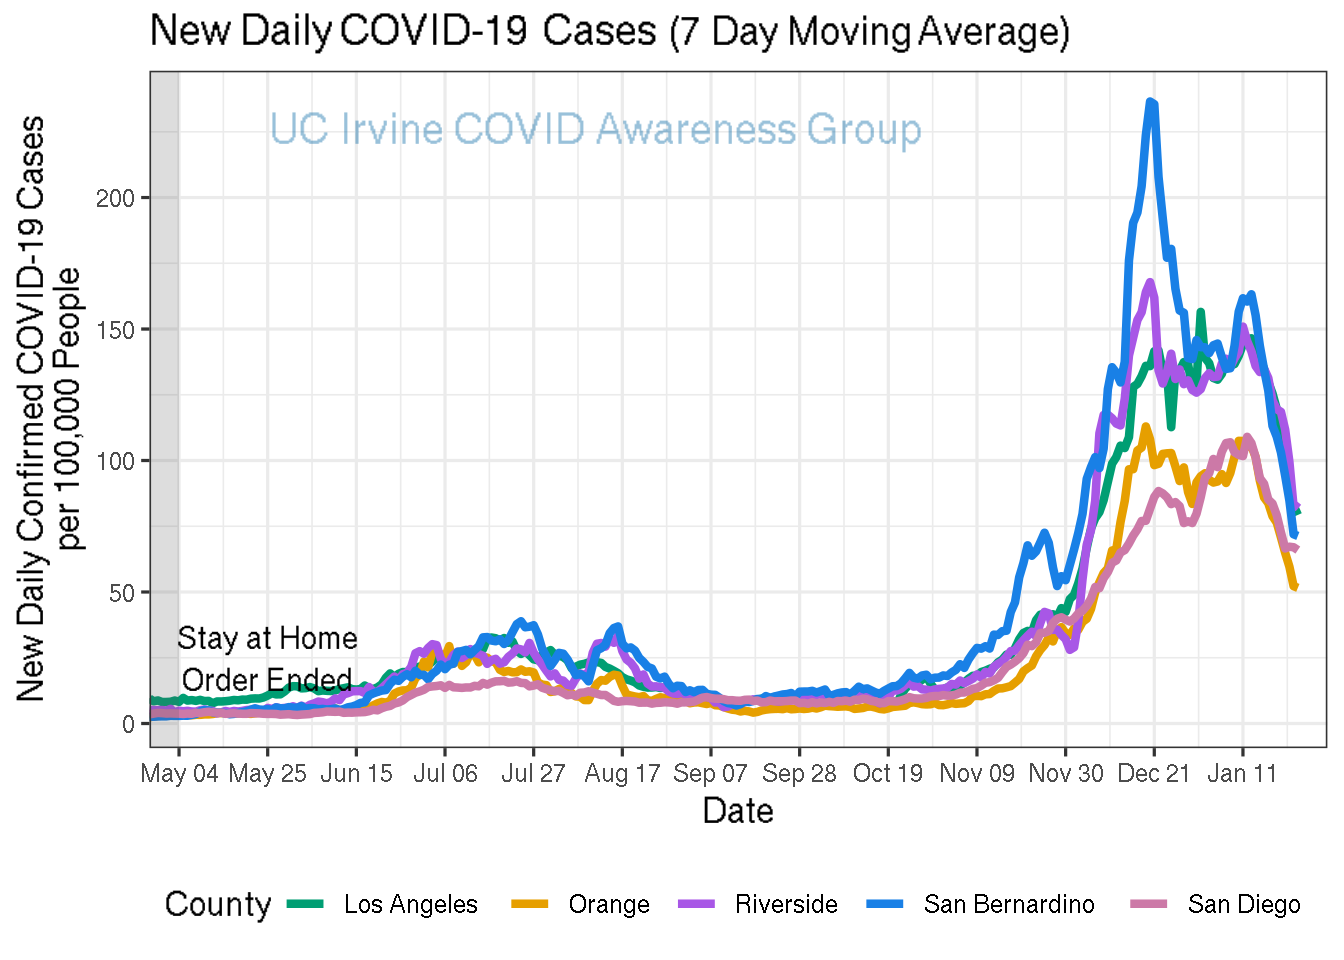 New Daily COVID-19 Cases (7 Day Moving Average)
UC Irvine COVID Awareness Group
New Daily Confirmed COVID-19 Cases
per 100,000 People
200
150
100
50
0
Stay at Home
Order Ended
May 04 May 25 Jun 15 Jul 06 Jul 27 Aug 17 Sep 07 Sep 28 Oct 19 Nov 09 Nov 30 Dec 21 Jan 11
Date
County Los Angeles Orange Riverside San Bernardino San Diego